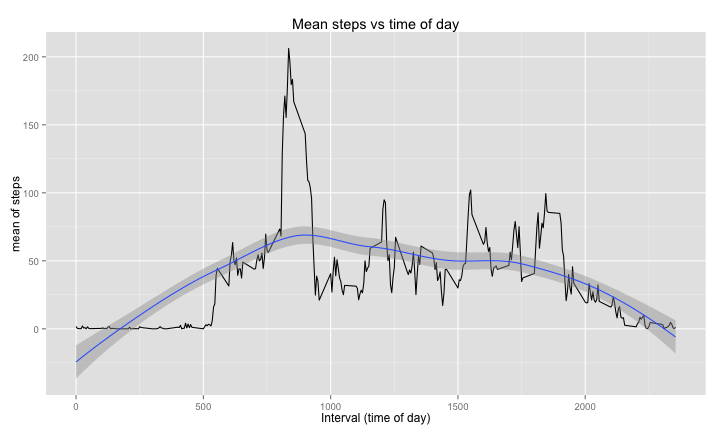 Mean steps vs time of day
mean of steps
200
150
100
50
0
0 500 1000 1500 2000
Interval (time of day)